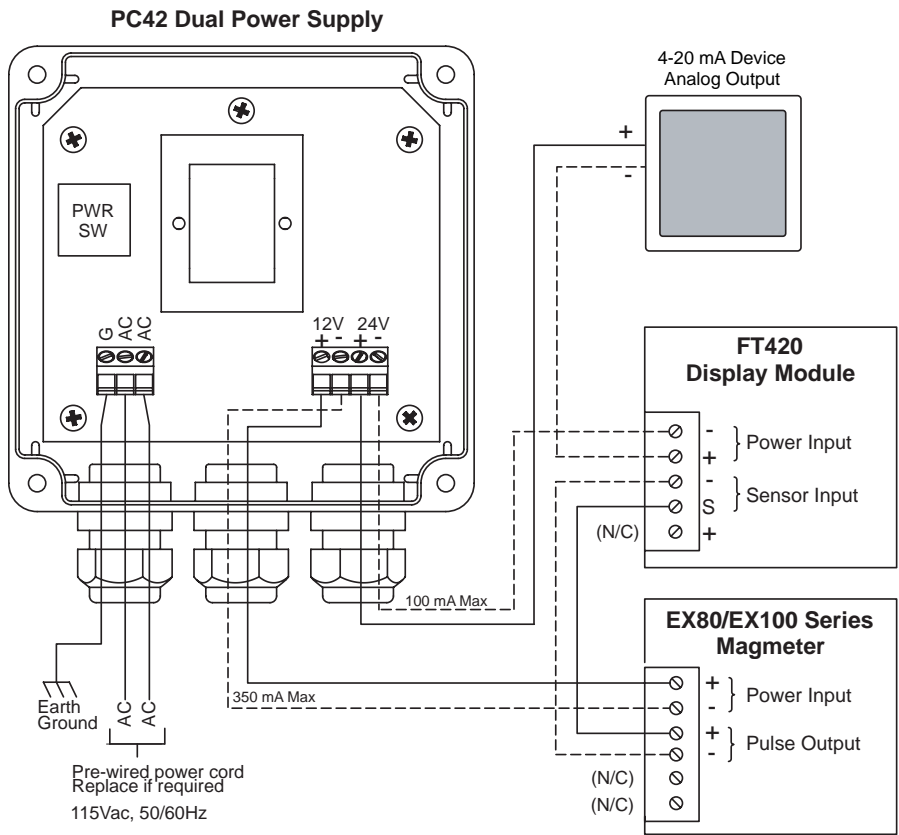 PC42 Dual Power Supply
4-20 mA Device
Analog Output
+
-
PWR
SW
G
AC
AC
12V 24V
+ - + -
FT420
Display Module
-
+
Power Input
-
S
Sensor Input
(N/C) +
100 mA Max
EX80/EX100 Series
Magmeter
+
-
Power Input
+
-
Pulse Output
(N/C)
(N/C)
350 mA Max
Earth
Ground
AC
AC
Pre-wired power cord
Replace if required
115Vac, 50/60Hz